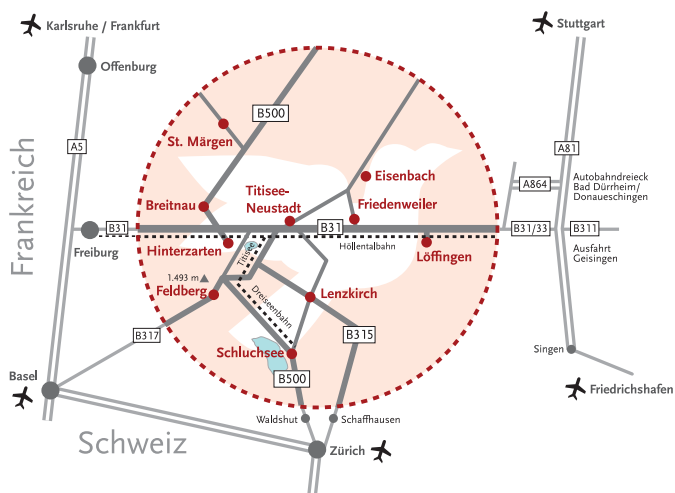 Karlsruhe / Frankfurt
Stuttgart
Offenburg
B500
St. Märgen
A5
A81
Frankreich
Eisenbach
A864
Autobahndreieck
Bad Dürrheim/
Donaueschingen
Breitnau
Titisee-
Neustadt
Friedenweiler
B31
B31
B31/33
B311
Freiburg
Hinterzarten
Titisee
Höllentalbahn
Löffingen
Ausfahrt
Geisingen
1.493 m
Feldberg
Dreiseenbahn
Lenzkirch
B317
B315
Schluchsee
Singen
Basel
B500
Friedrichshafen
Waldshut
Schaffhausen
Schweiz
Zürich